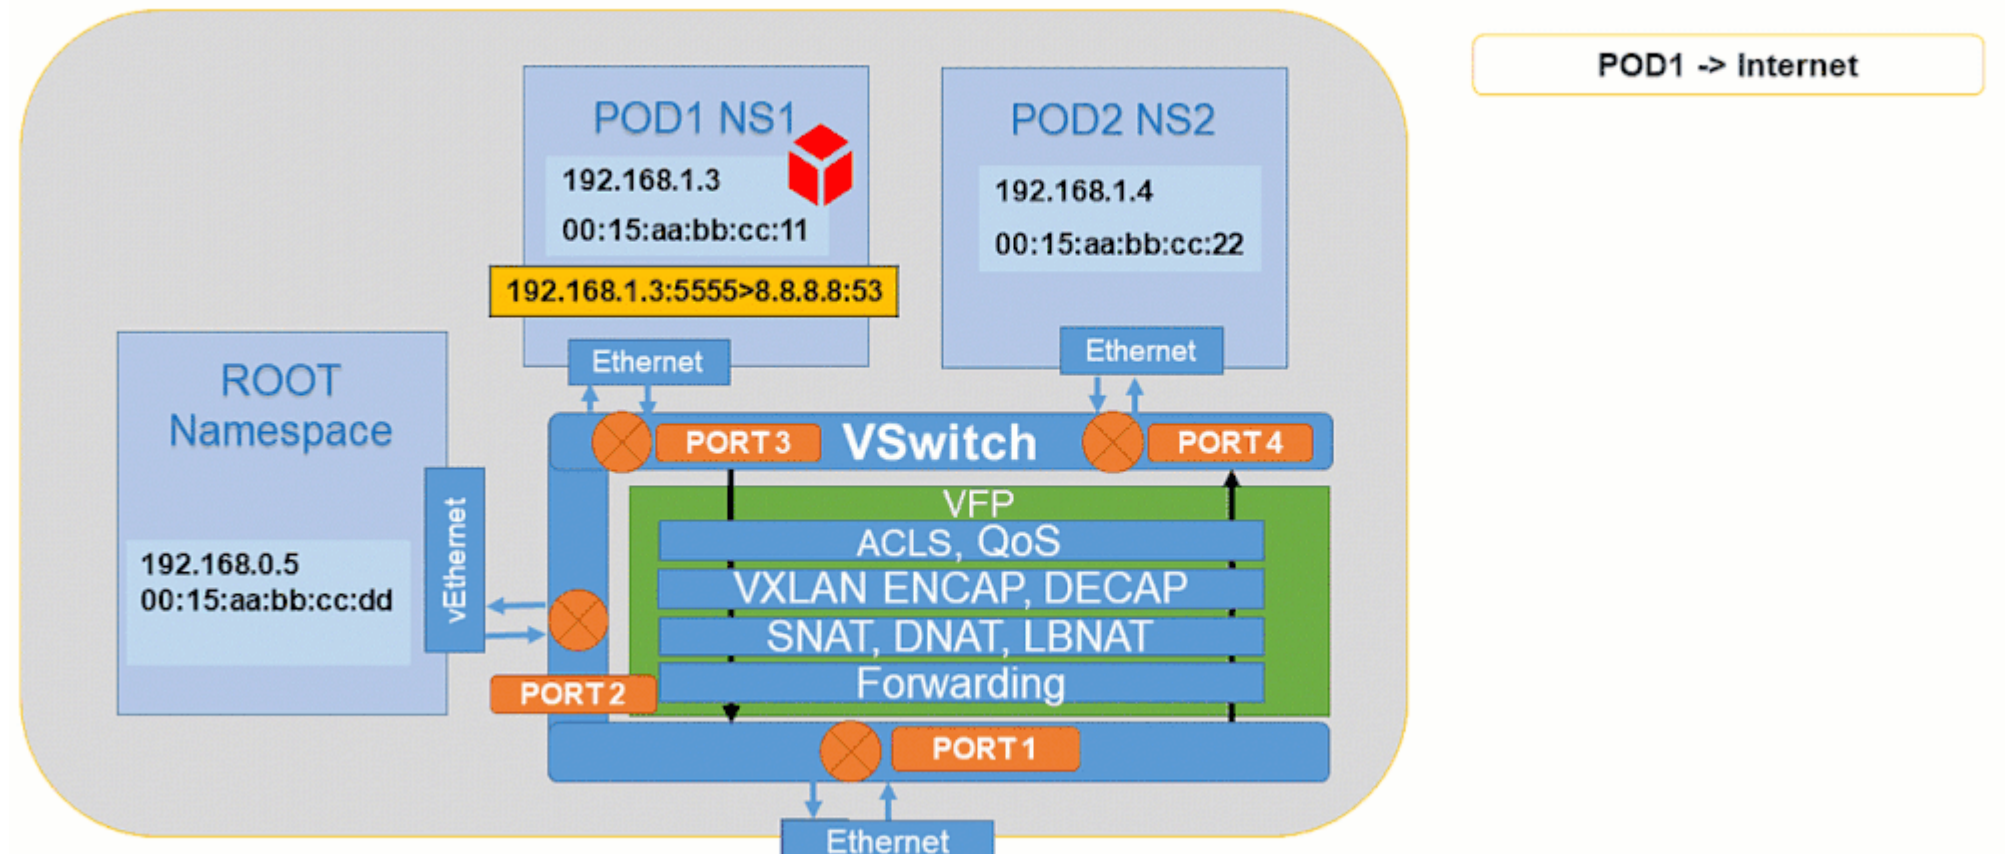 POD1 -> Internet
POD1 NS1
192.168.1.3
00:15:aa:bb:cc:11
192.168.1.3:5555>8.8.8.8:53
Ethernet
POD2 NS2
192.168.1.4
00:15:aa:bb:cc:22
Ethernet
ROOT
Namespace
192.168.0.5
00:15:aa:bb:cc:dd
vEthernet
PORT 3
VSwitch
PORT 4
VFP
ACLS, QoS
VXLAN ENCAP, DECAP
SNAT, DNAT, LBNAT
Forwarding
PORT 2
PORT 1
Ethernet